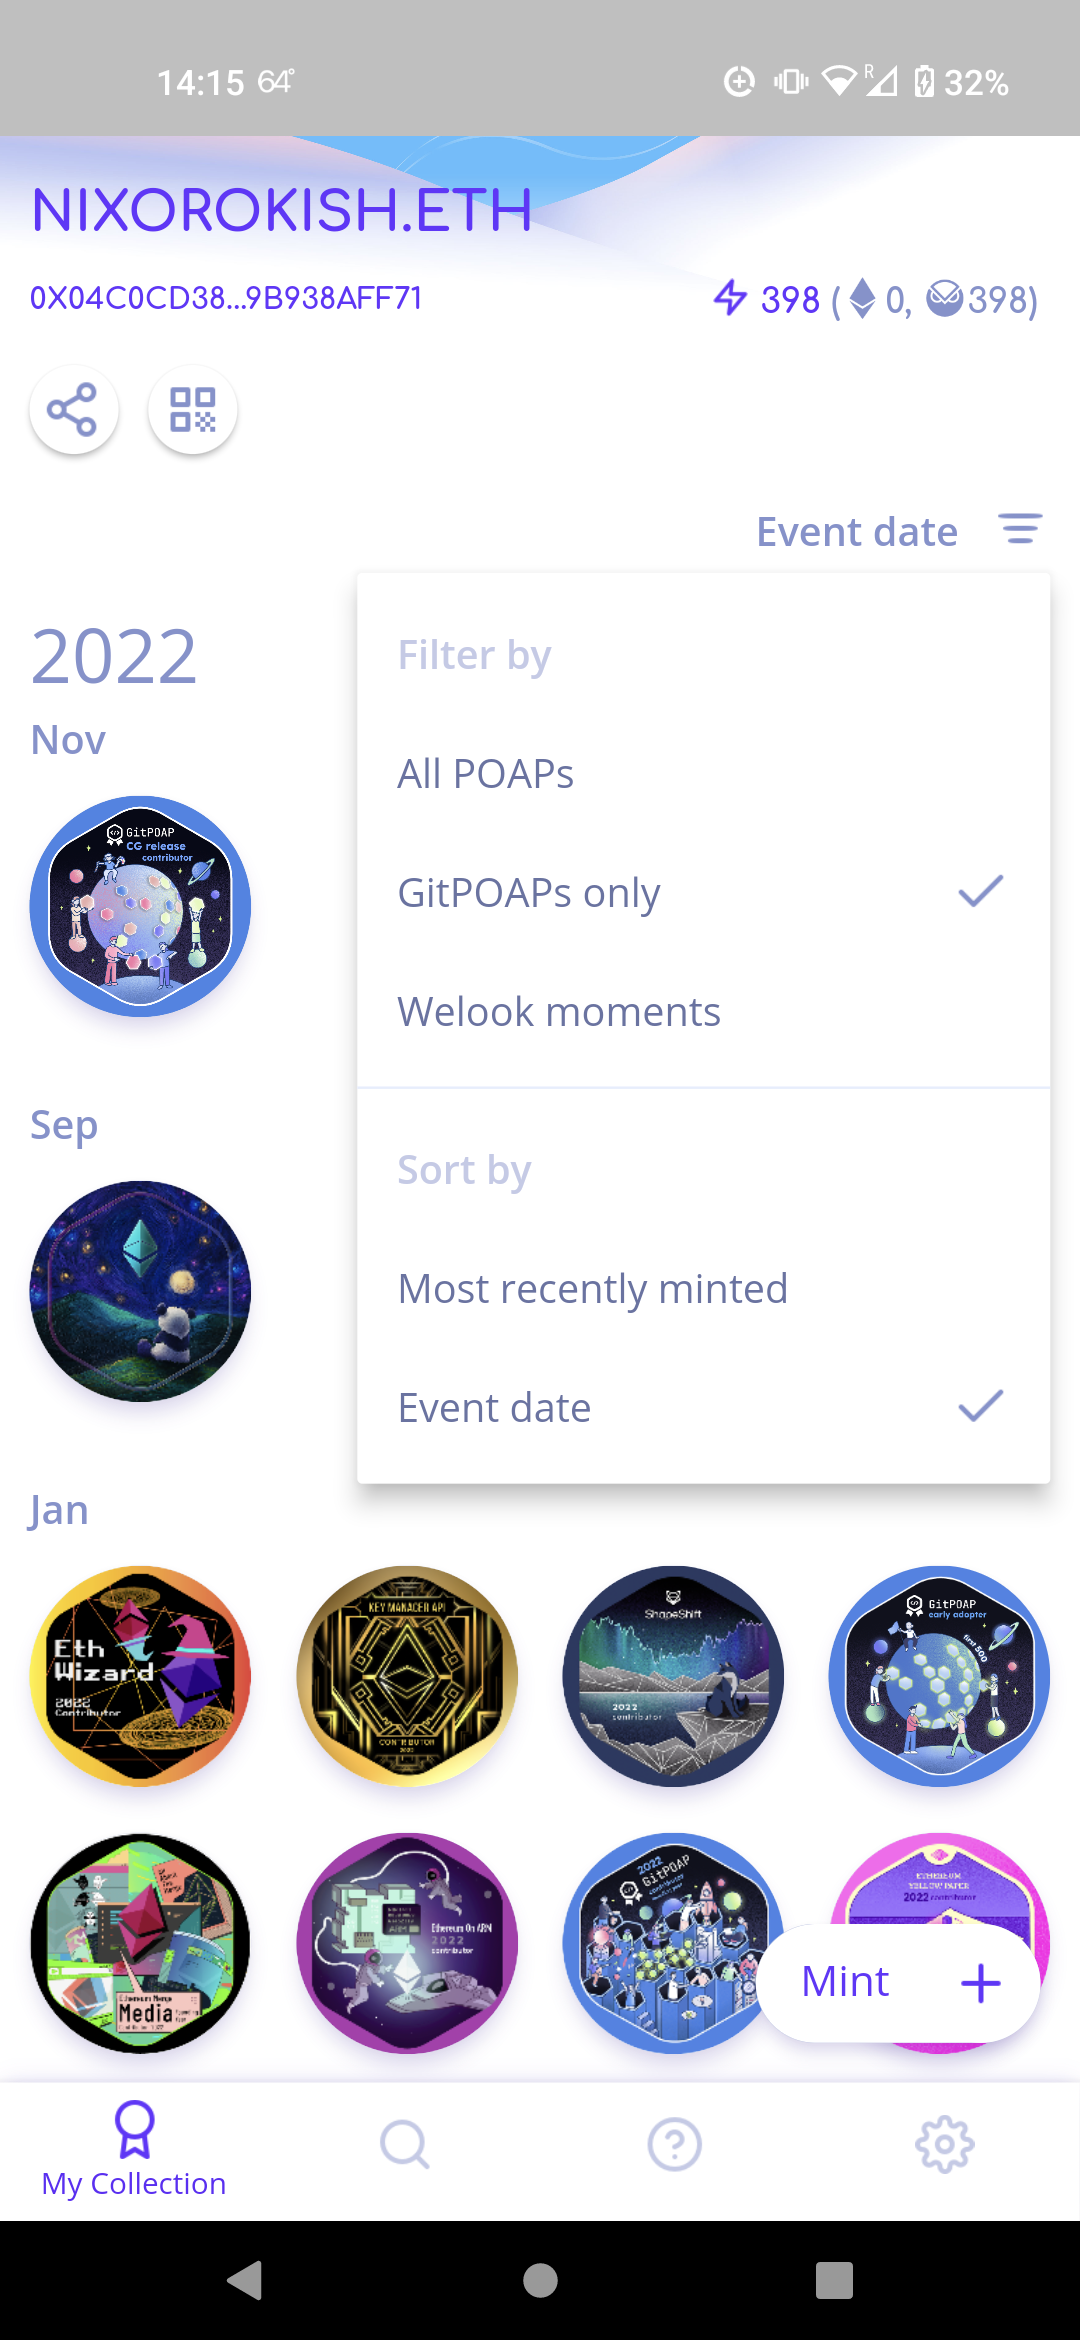 14:15 64°
R 32%
NIXOROKISH.ETH
0X04C0CD38...9B938AFF71
398 ( 0, 398)
Event date
2022
Nov
Filter by
All POAPs
GitPOAPs only
Welook moments
GitPOAP
CG release
contributor
Sep
Sort by
Most recently minted
Event date
Jan
Eth
Wizard
2022
Contributor
KEY MANAGER API
CONTRIBUTOR
ShapeShift
2022
contributor
GitPOAP
early adopter
first 500
Ethereum Merge
Media
Ethereum On ARM
2022
contributor
2022
GitPOAP
contributor
ETHEREUM
YELLOW PAPER
2022 contributor
Mint
My Collection